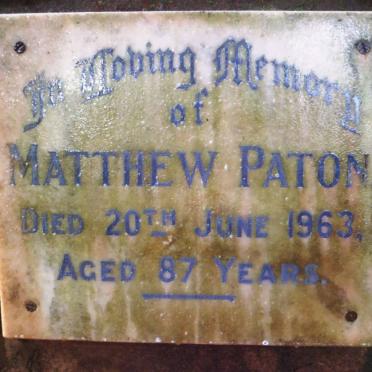 In Loving Memory
of
MATTHEW PATON
DIED 20TH JUNE 1963,
AGED 87 YEARS.